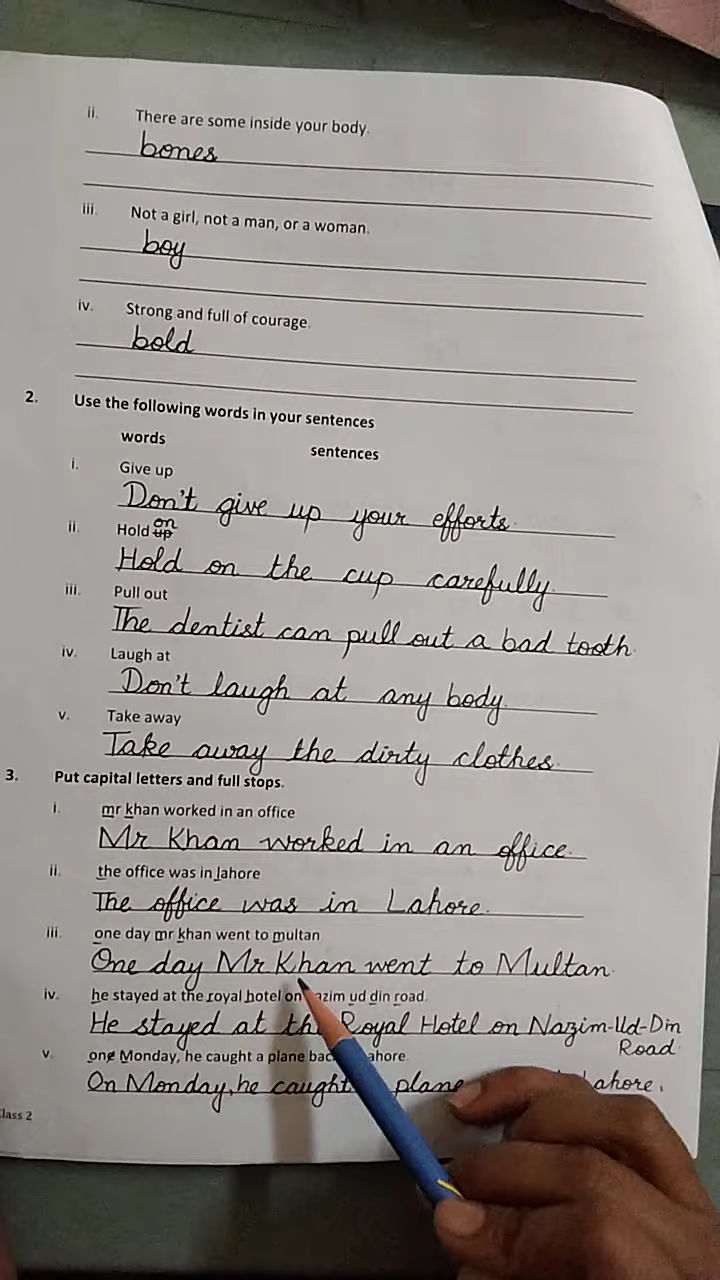 ii. There are some inside your body.
bones
iii. Not a girl, not a man, or a woman.
boy
iv. Strong and full of courage.
bold
2. Use the following words in your sentences
words sentences
i. Give up
Don't give up your efforts.
ii. Hold up on
Hold on the cup carefully.
iii. Pull out
The dentist can pull out a bad tooth.
iv. Laugh at
Don't laugh at any body.
v. Take away
Take away the dirty clothes.
3. Put capital letters and full stops.
i. mr khan worked in an office
Mr Khan worked in an office.
ii. the office was in lahore
The office was in Lahore.
iii. one day mr khan went to multan
One day Mr Khan went to Multan.
iv. he stayed at the royal hotel on azim ud din road
He stayed at th Royal Hotel on Nazim-Ud-Din
Road.
v. one Monday, he caught a plane bac ahore.
On Monday, he caught plane ahore.
lass 2